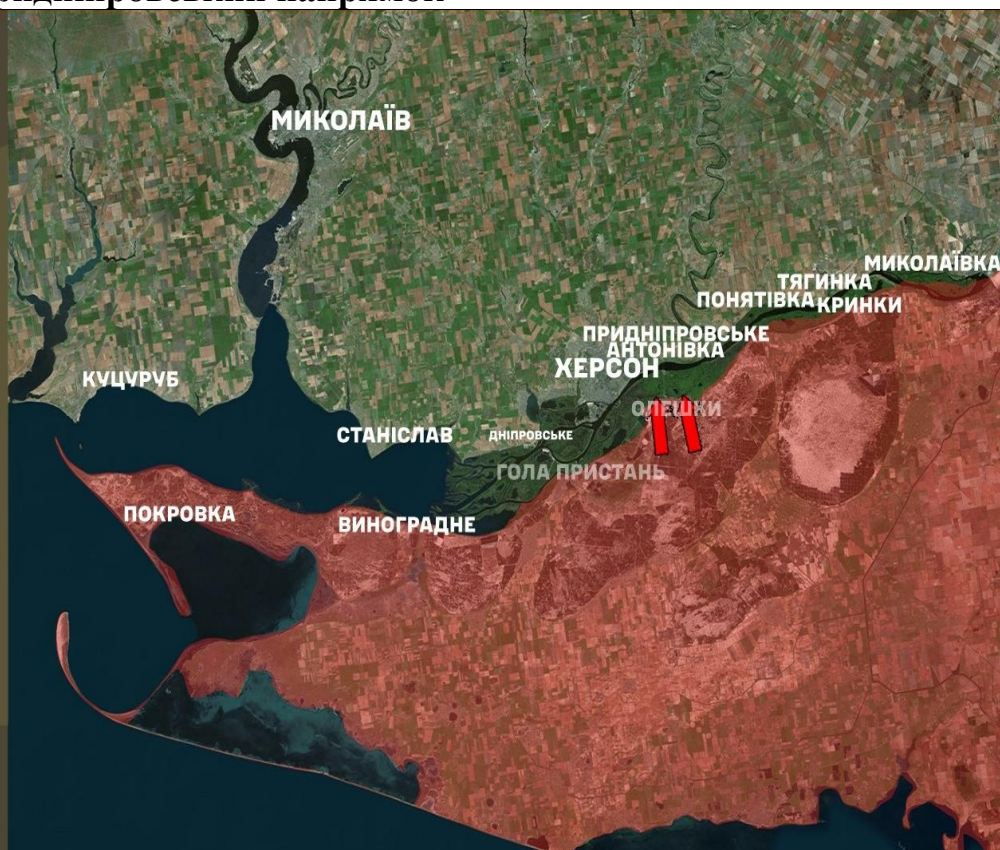 МИКОЛАЇВ
МИКОЛАЇВКА
ТЯГИНКА
ПОНЯТІВКА КРИНКИ
ПРИДНІПРОВСЬКЕ
АНТОНІВКА
ХЕРСОН
КУЦУРУБ
ОЛЕШКИ
СТАНІСЛАВ
ДНІПРОВСЬКЕ
ГОЛА ПРИСТАНЬ
ПОКРОВКА
ВИНОГРАДНЕ